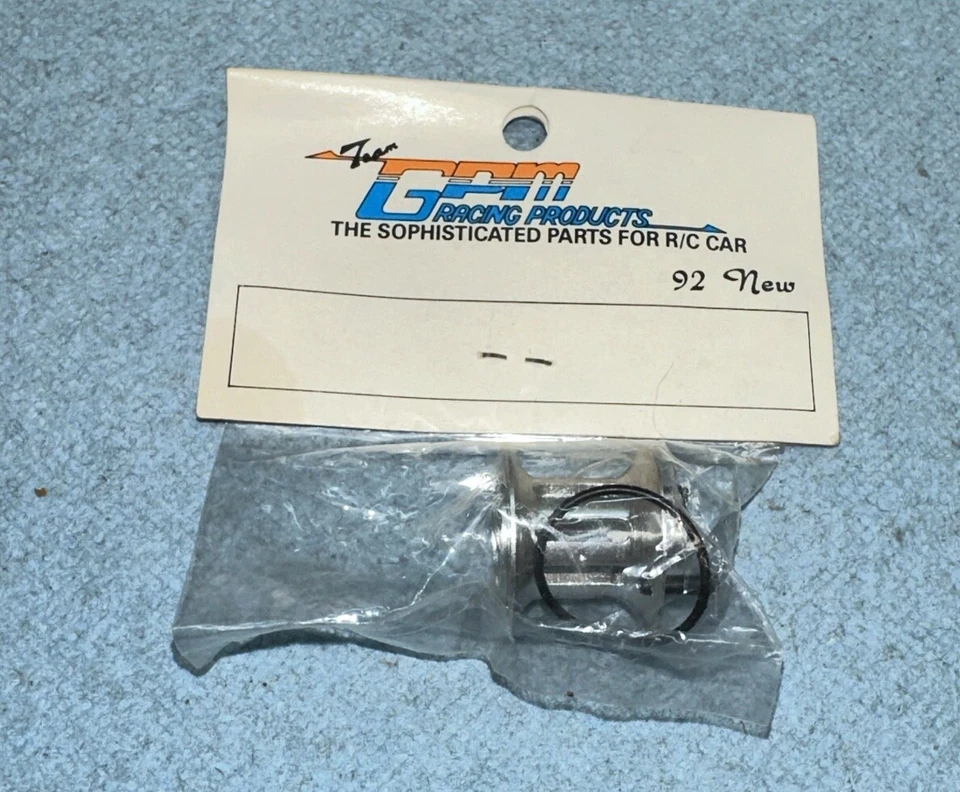 Team
GPM
RACING PRODUCTS
THE SOPHISTICATED PARTS FOR R/C CAR
92 New